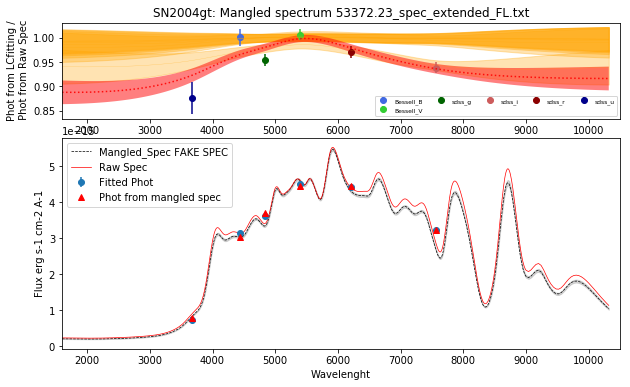 SN2004gt: Mangled spectrum 53372.23_spec_extended_FL.txt
Phot from LCfitting /
Phot from Raw Spec
1.00
0.95
0.90
0.85
Bessell_B
sdss_g
sdss_i
sdss_r
sdss_u
Bessell_V
2000 3000 4000 5000 6000 7000 8000 9000 10000
1e−15
Mangled_Spec FAKE SPEC
Raw Spec
Fitted Phot
Phot from mangled spec
Flux erg s-1 cm-2 A-1
5
4
3
2
1
0
2000 3000 4000 5000 6000 7000 8000 9000 10000
Wavelenght